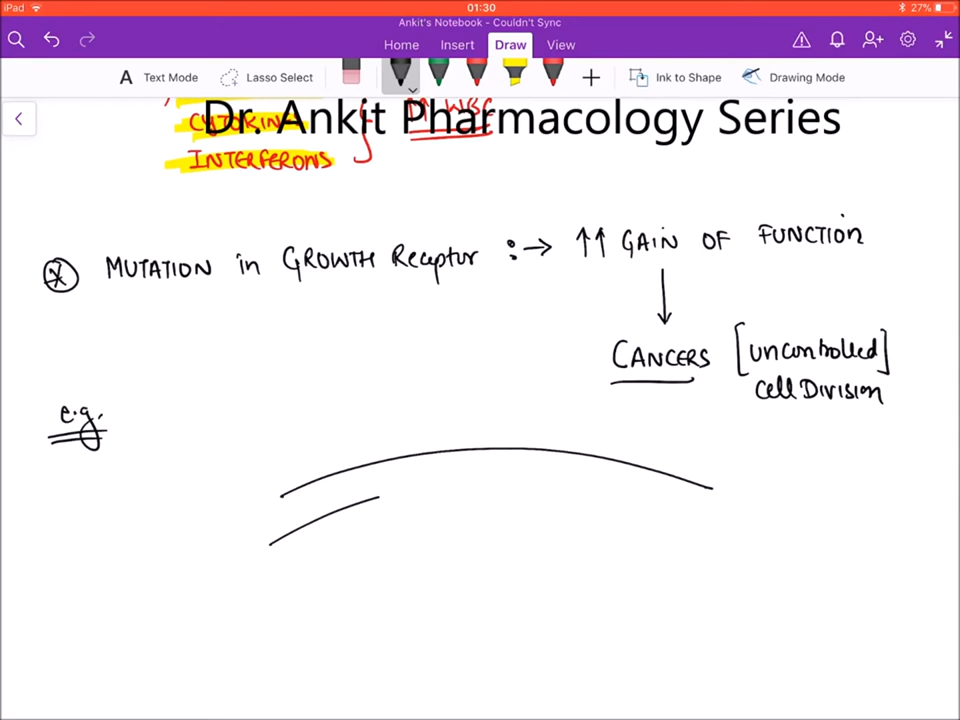 iPad 01:30 27%
Ankit's Notebook - Couldn't Sync
Home Insert Draw View
A Text Mode Lasso Select Ink to Shape Drawing Mode
Dr. Ankit Pharmacology Series
↑↑ WBC
INTERFERONS
MUTATION in GROWTH Receptor :→ ↑↑ GAIN OF FUNCTION
CANCERS [uncontrolled]
Cell Division
e.g.